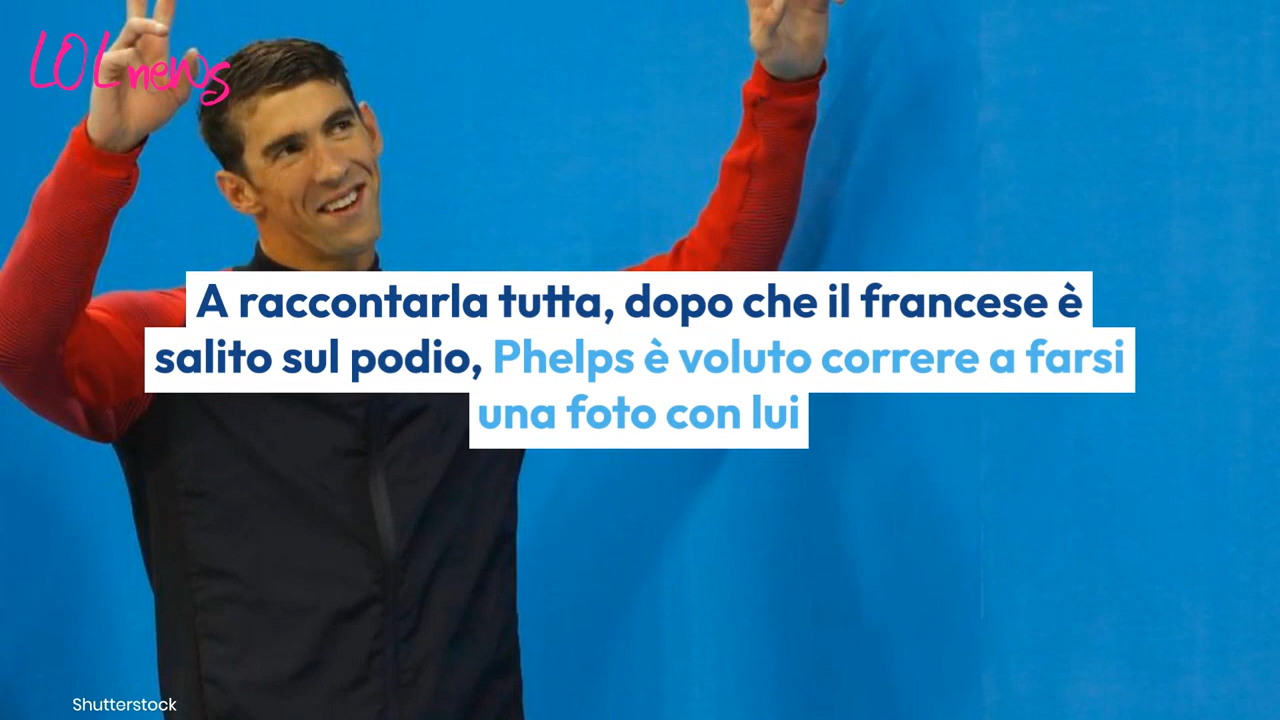 LOL news
A raccontarla tutta, dopo che il francese è
salito sul podio, Phelps è voluto correre a farsi
una foto con lui
Shutterstock